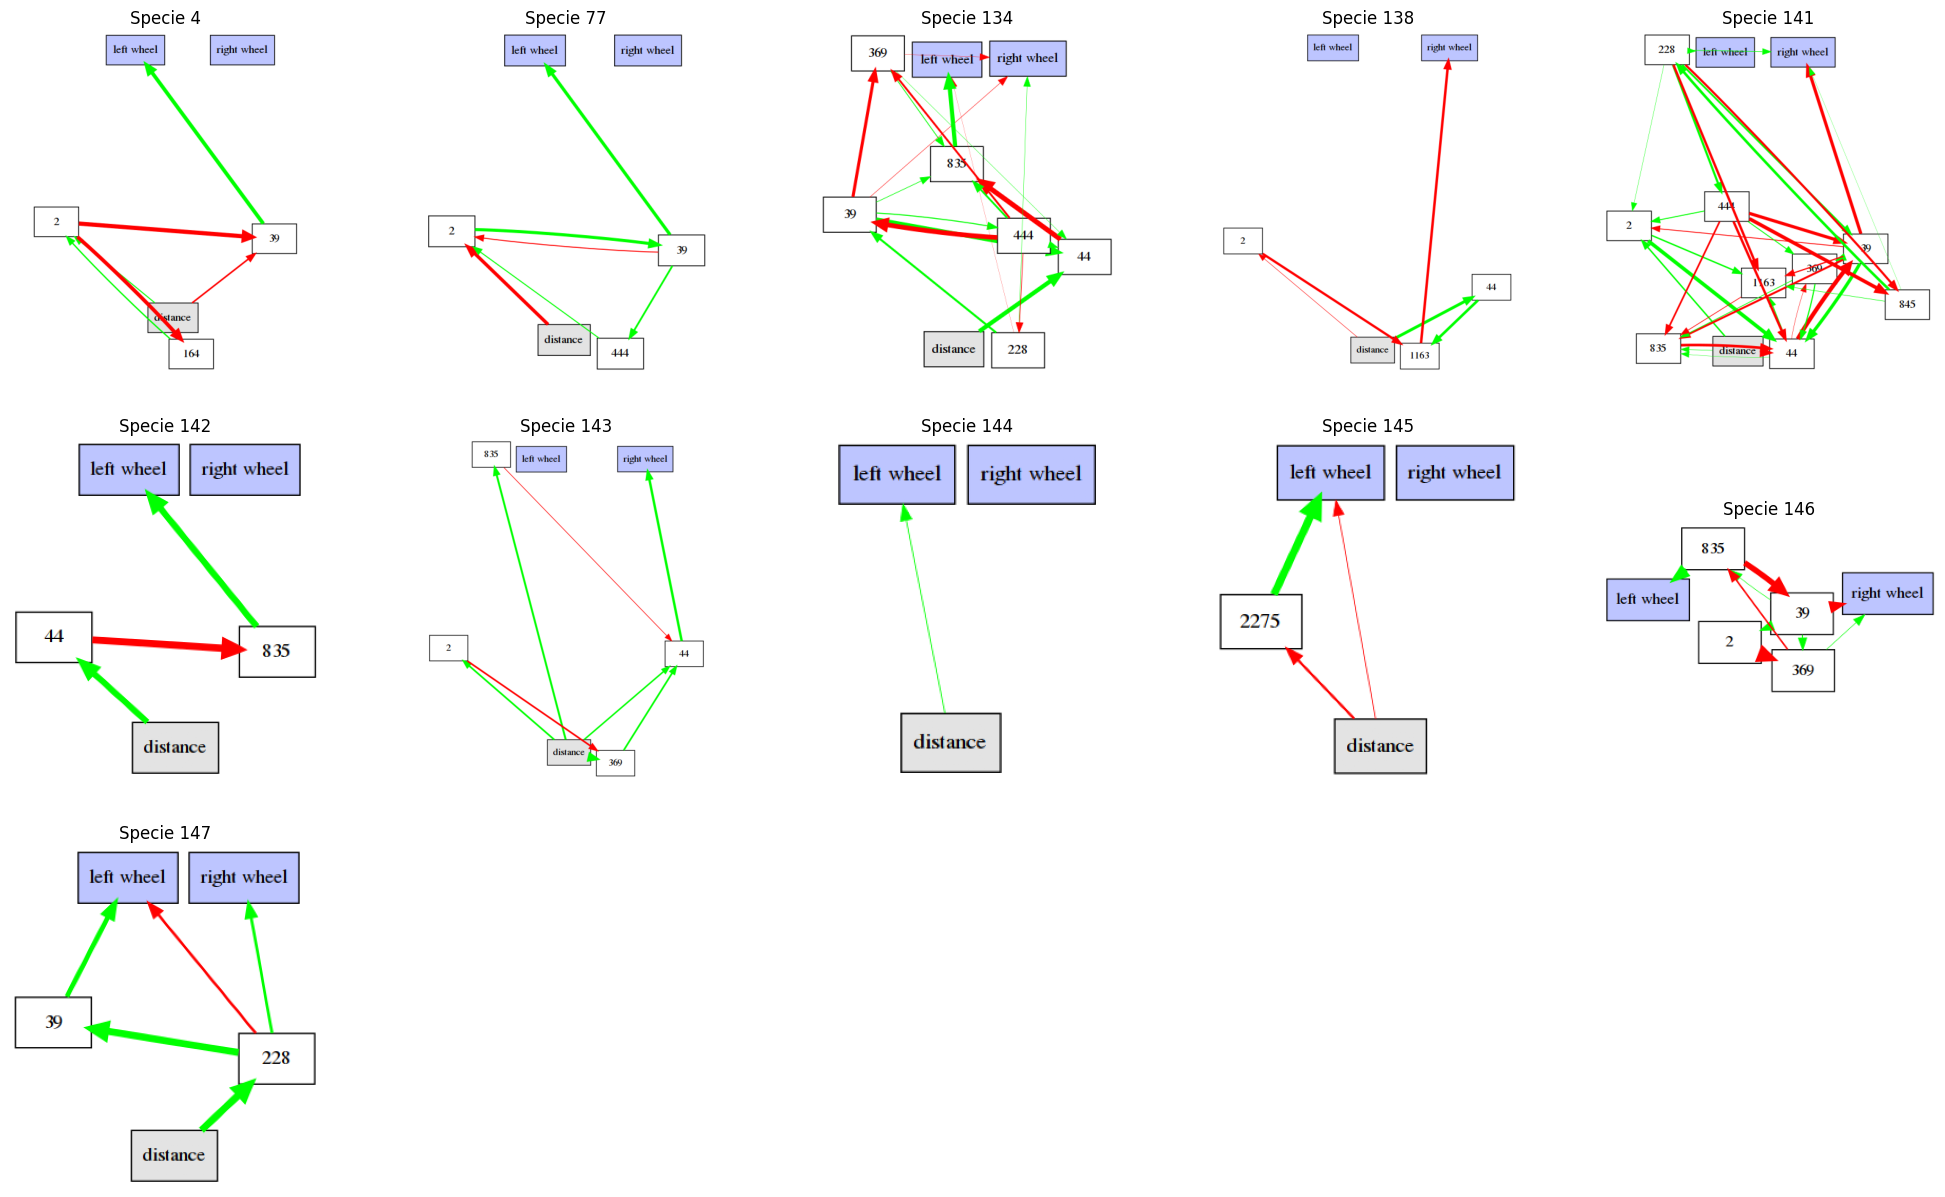 Specie 4
left wheel
right wheel
2
39
distance
164
Specie 77
left wheel
right wheel
2
39
distance
444
Specie 134
369
left wheel
right wheel
835
39
444
44
distance
228
Specie 138
left wheel
right wheel
2
44
distance
1163
Specie 141
228
left wheel
right wheel
444
2
39
369
1163
845
835
distance
44
Specie 142
left wheel
right wheel
44
835
distance
Specie 143
835
left wheel
right wheel
2
44
distance
369
Specie 144
left wheel
right wheel
distance
Specie 145
left wheel
right wheel
2275
distance
Specie 146
835
left wheel
right wheel
39
2
369
Specie 147
left wheel
right wheel
39
228
distance